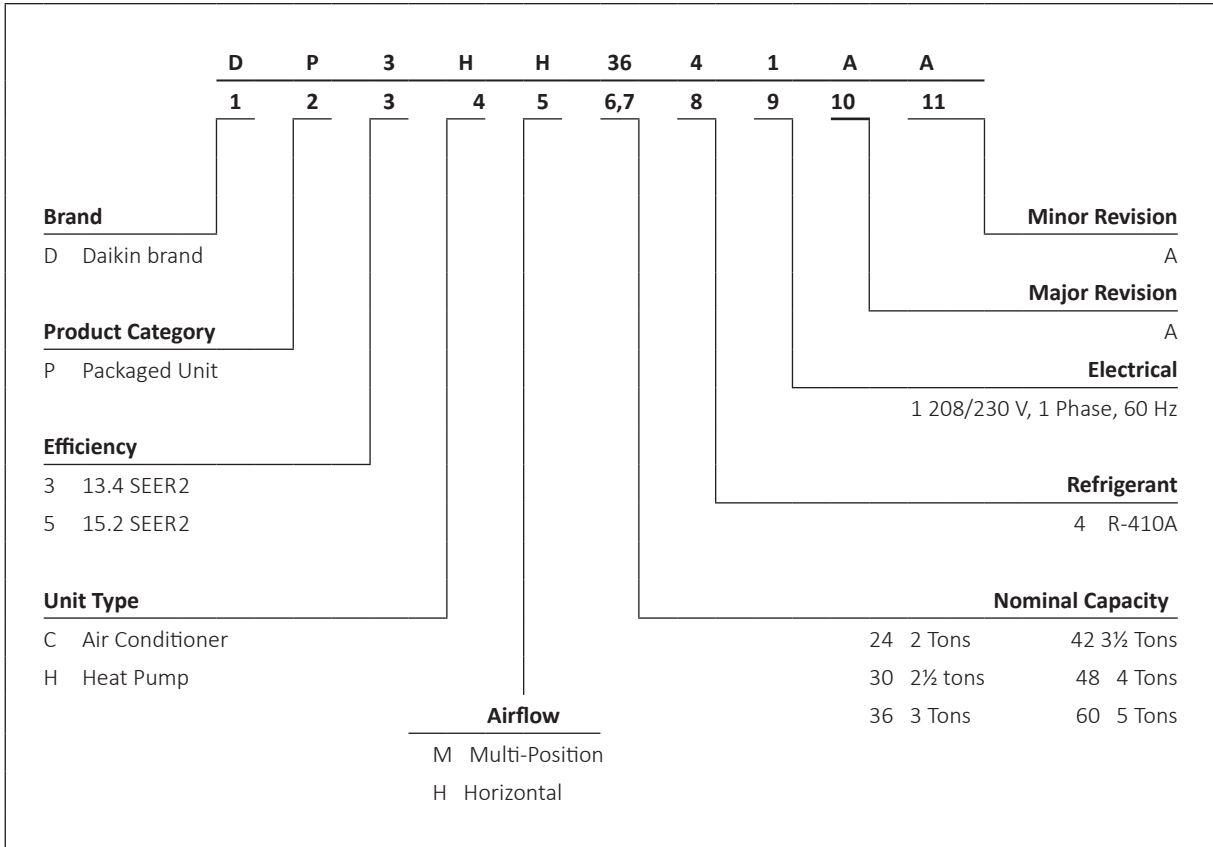 D P 3 H H 36 4 1 A A
1 2 3 4 5 6,7 8 9 10 11
Brand
D Daikin brand
Product Category
P Packaged Unit
Efficiency
3 13.4 SEER2
5 15.2 SEER2
Unit Type
C Air Conditioner
H Heat Pump
Airflow
M Multi-Position
H Horizontal
Minor Revision
A
Major Revision
A
Electrical
1 208/230 V, 1 Phase, 60 Hz
Refrigerant
4 R-410A
Nominal Capacity
24 2 Tons 42 3½ Tons
30 2½ tons 48 4 Tons
36 3 Tons 60 5 Tons